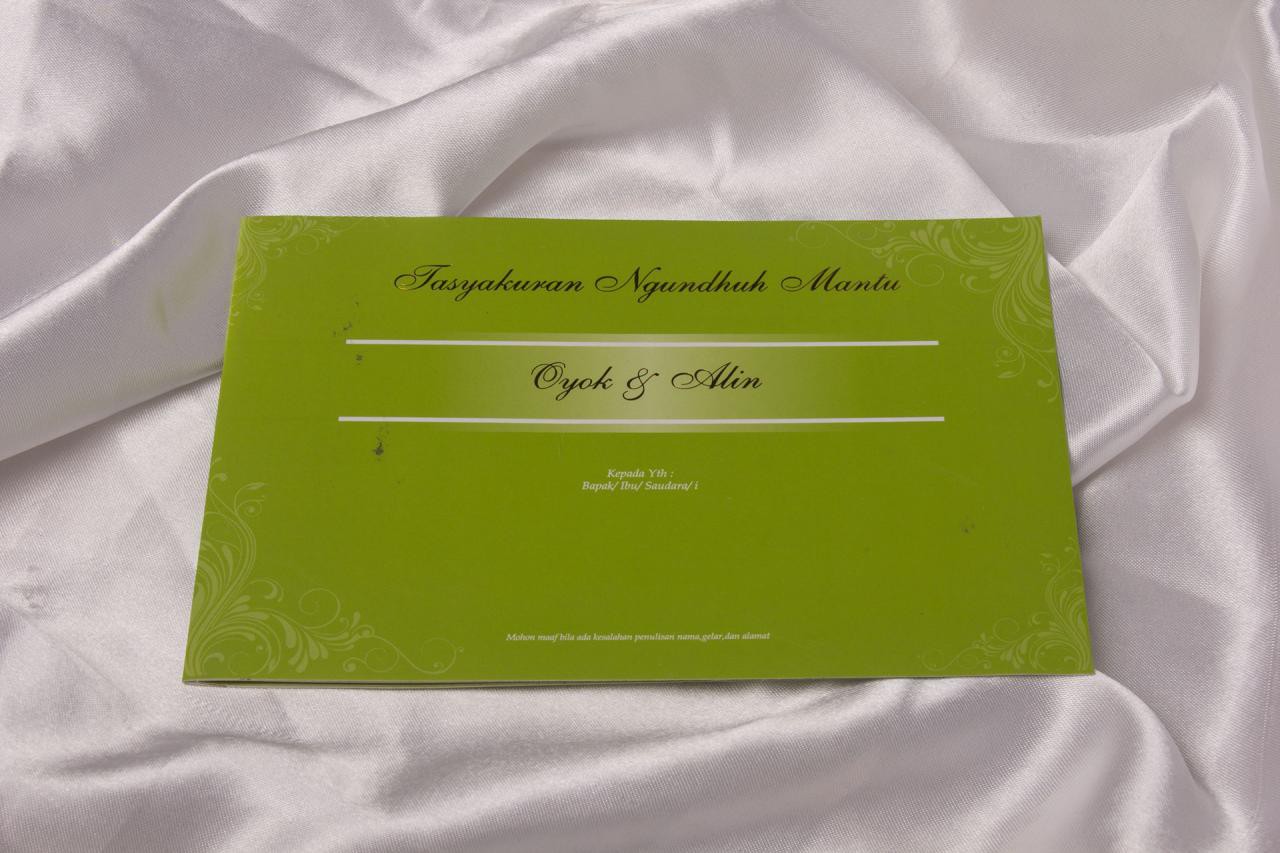 Tasyakuran Ngundhuh Mantu
Oyok & Alin
Kepada Yth :
Bapak/ Ibu/ Saudara/ i
Mohon maaf bila ada kesalahan penulisan nama,gelar,dan alamat